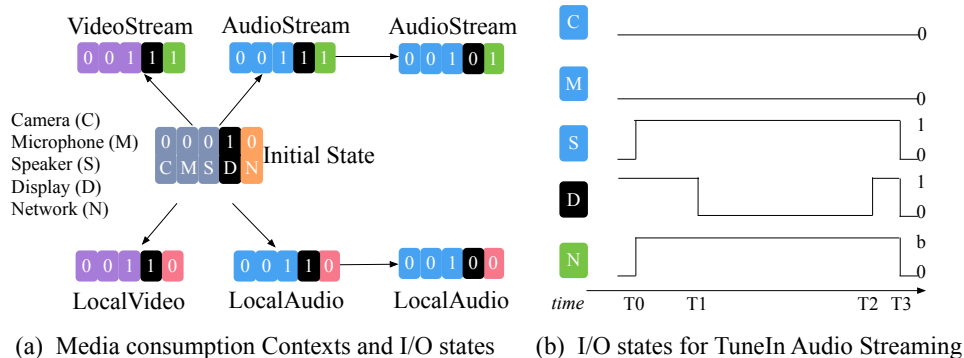 VideoStream AudioStream AudioStream
0 0 1 1 1
0 0 1 1 1
0 0 1 0 1
Camera (C)
Microphone (M)
Speaker (S)
Display (D)
Network (N)
0 0 0 1 0
C M S D N
Initial State
0 0 1 1 0
0 0 1 1 0
0 0 1 0 0
LocalVideo LocalAudio LocalAudio
(a) Media consumption Contexts and I/O states
C 0
M 0
S 1
0
D 1
0
N b
0
time T0 T1 T2 T3
(b) I/O states for TuneIn Audio Streaming